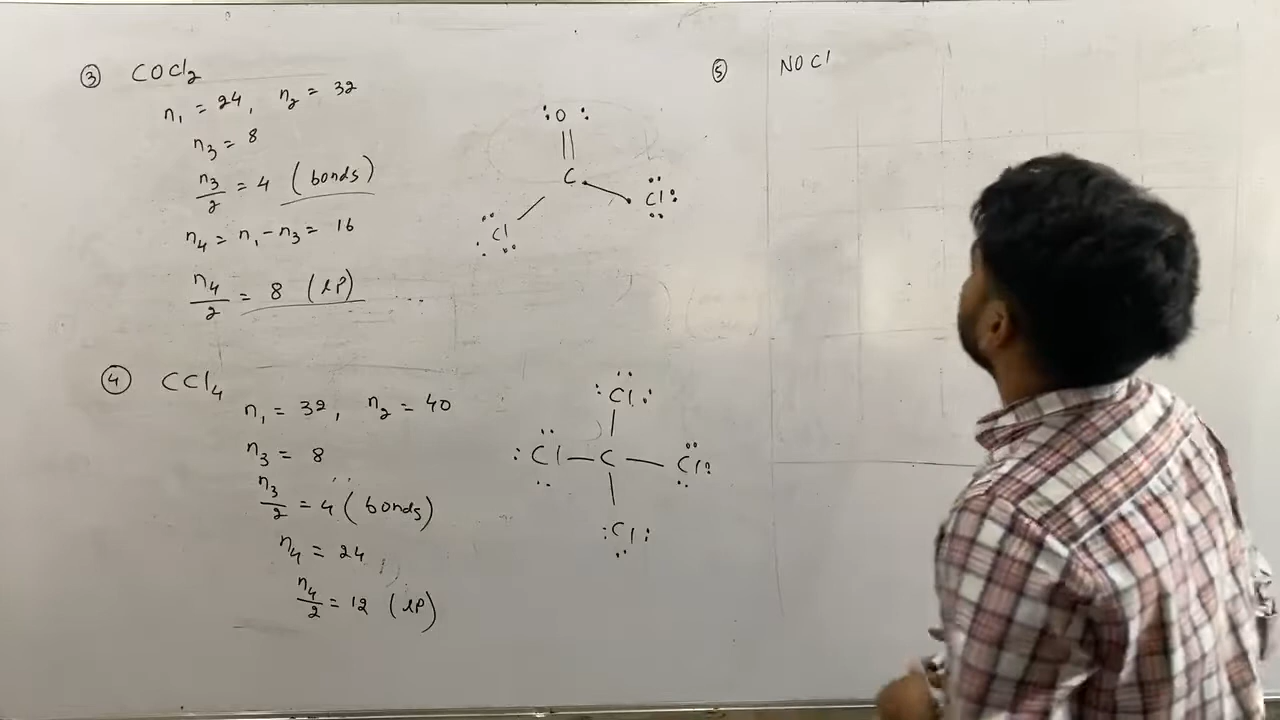 ③ COCl₂
n₁ = 24, n₂ = 32
n₃ = 8
n₃/2 = 4 (bonds)
n₄ = n₁ - n₃ = 16
n₄/2 = 8 (lP)
:O:
||
C
Cl
Cl
④ CCl₄
n₁ = 32, n₂ = 40
n₃ = 8
n₃/2 = 4 (bonds)
n₄ = 24
n₄/2 = 12 (lP)
:Cl:
:Cl — C — Cl:
:Cl:
⑤ NOCl